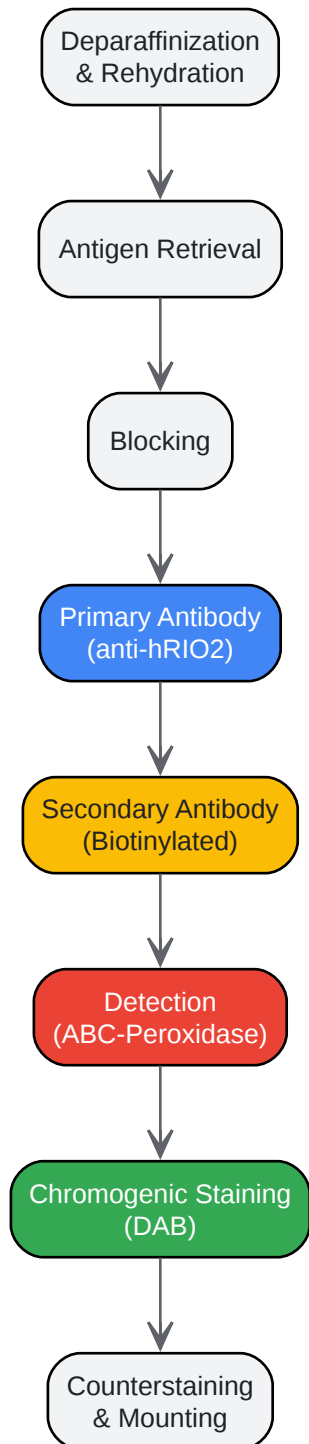 Deparaffinization
& Rehydration
Antigen Retrieval
Blocking
Primary Antibody
(anti-hRIO2)
Secondary Antibody
(Biotinylated)
Detection
(ABC-Peroxidase)
Chromogenic Staining
(DAB)
Counterstaining
& Mounting